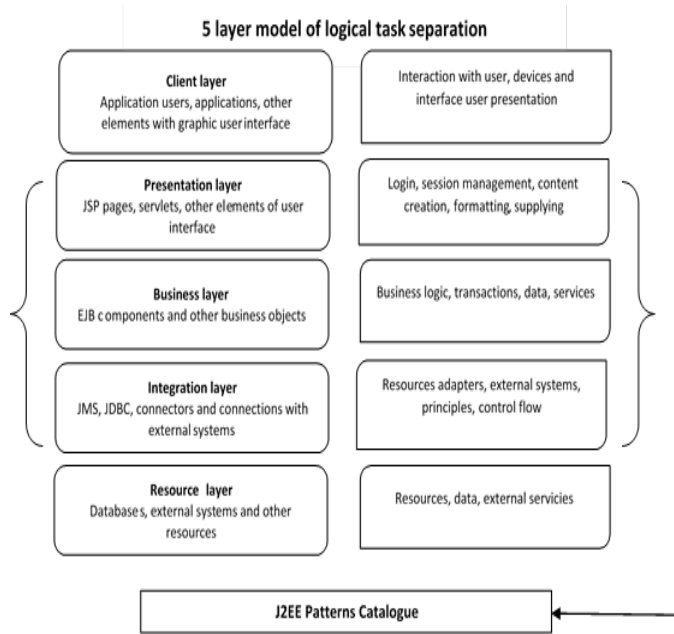 5 layer model of logical task separation
Client layer
Application users, applications, other
elements with graphic user interface
Interaction with user, devices and
interface user presentation
Presentation layer
JSP pages, servlets, other elements of user
interface
Login, session management, content
creation, formatting, supplying
Business layer
EJB components and other business objects
Business logic, transactions, data, services
Integration layer
JMS, JDBC, connectors and connections with
external systems
Resources adapters, external systems,
principles, control flow
Resource layer
Databases, external systems and other
resources
Resources, data, external servicies
J2EE Patterns Catalogue